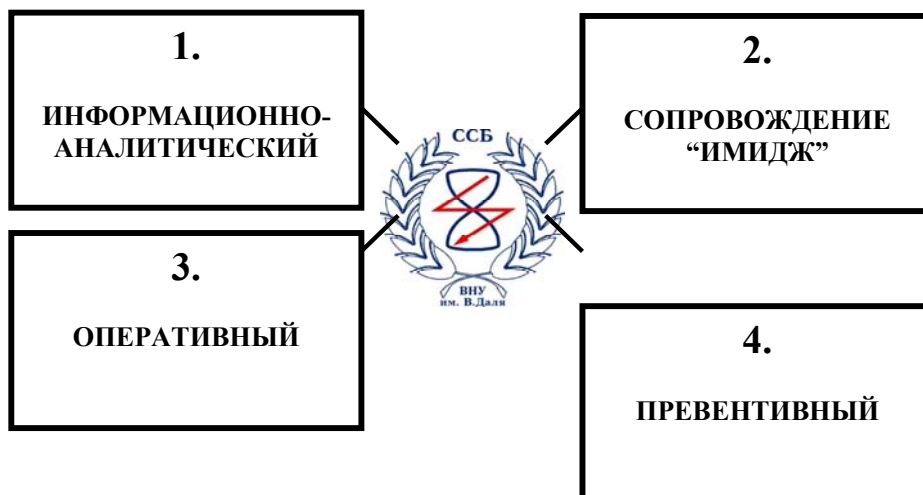 1.
ИНФОРМАЦИОННО-
АНАЛИТИЧЕСКИЙ
2.
СОПРОВОЖДЕНИЕ
“ИМИДЖ”
ССБ
ВНУ
им. В.Даля
3.
ОПЕРАТИВНЫЙ
4.
ПРЕВЕНТИВНЫЙ